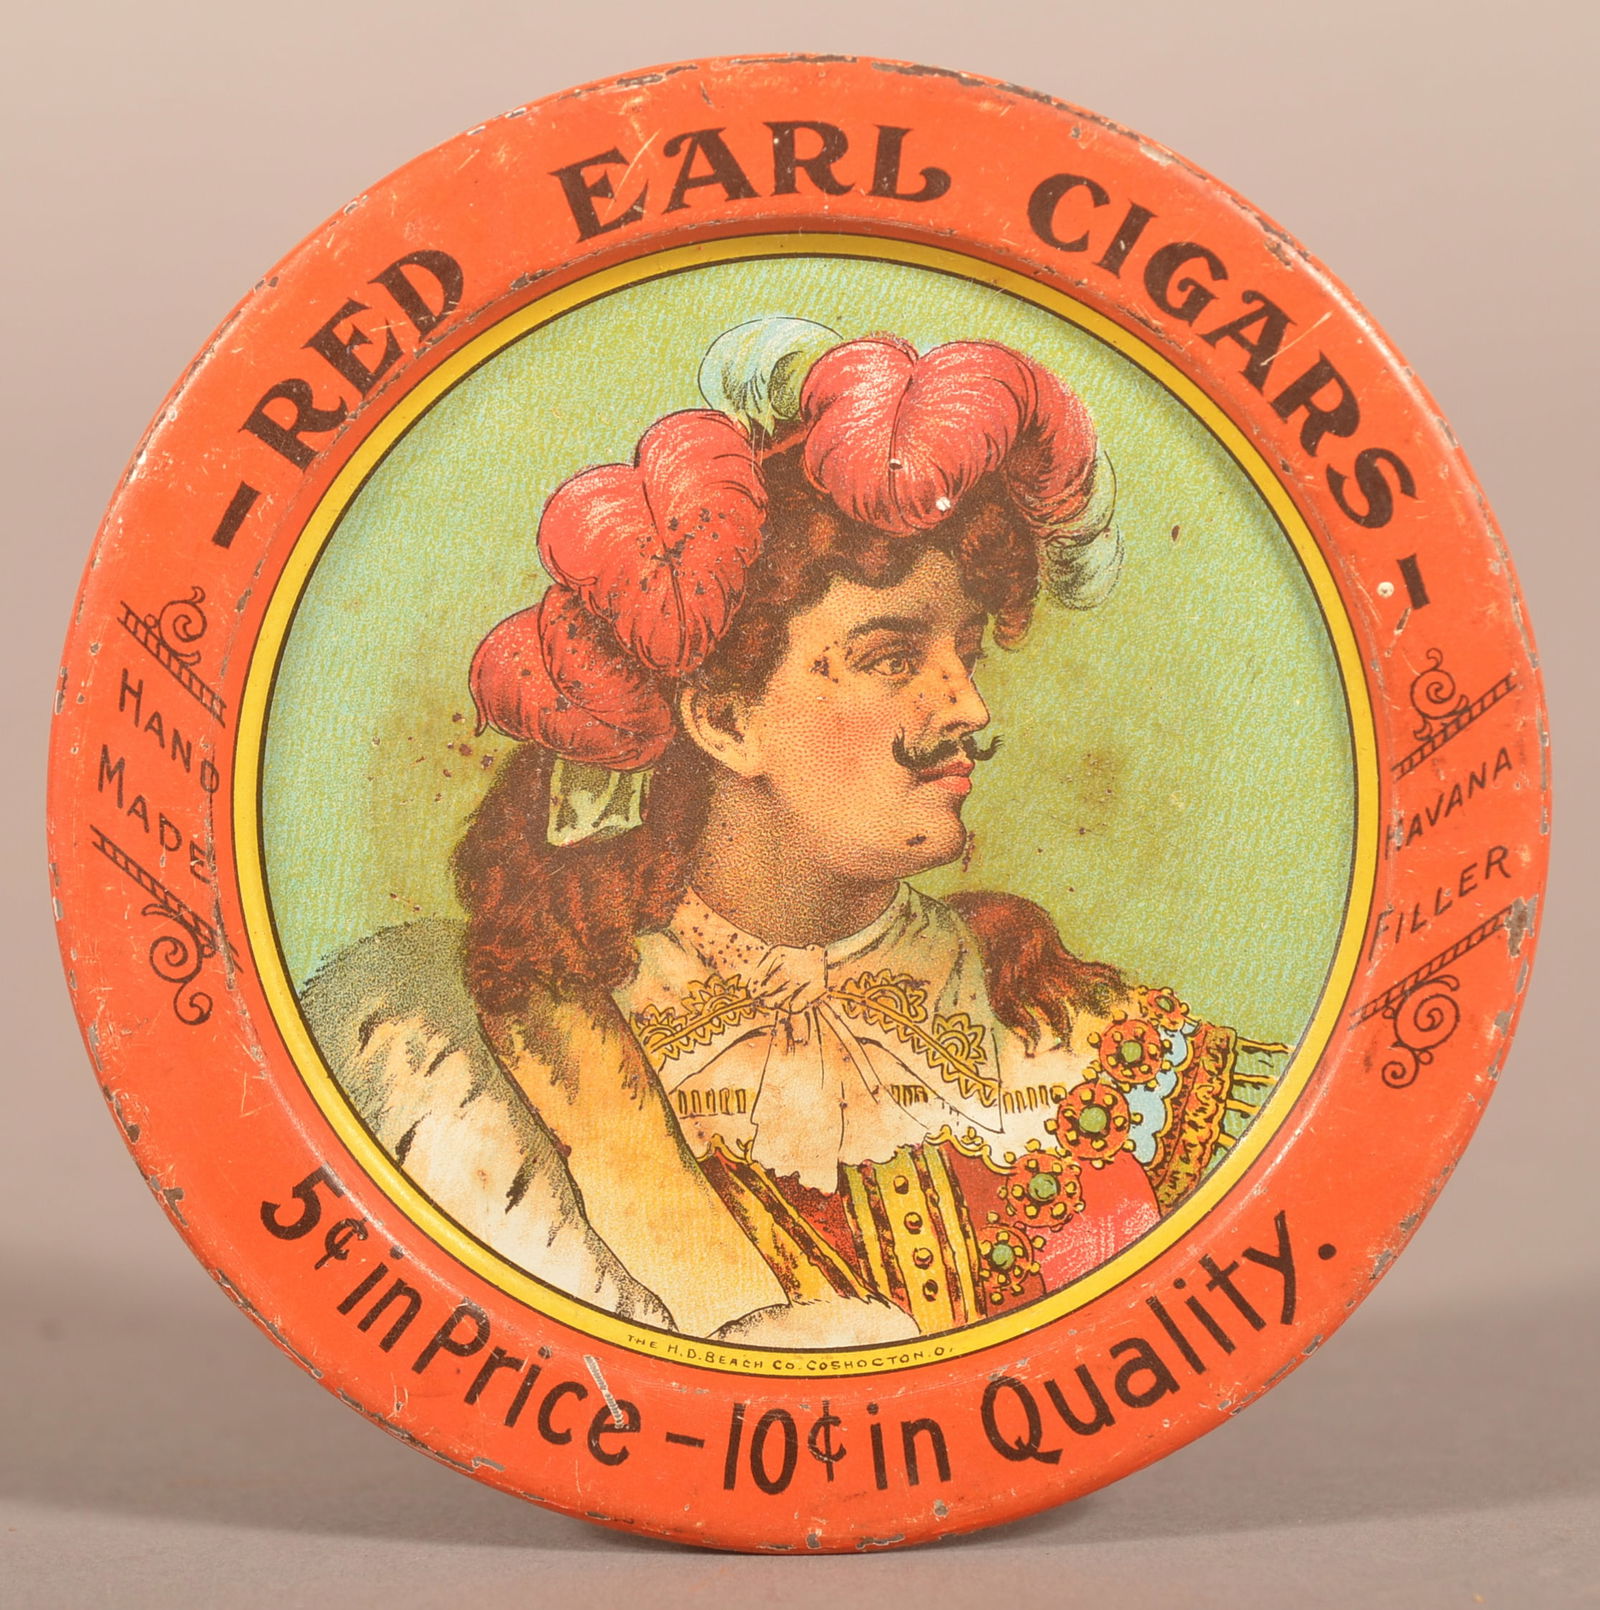 - RED EARL CIGARS -
HAND
MADE
HAVANA
FILLER
THE H.D. BEACH CO. COSHOCTON. O.
5¢ in Price - 10¢ in Quality.